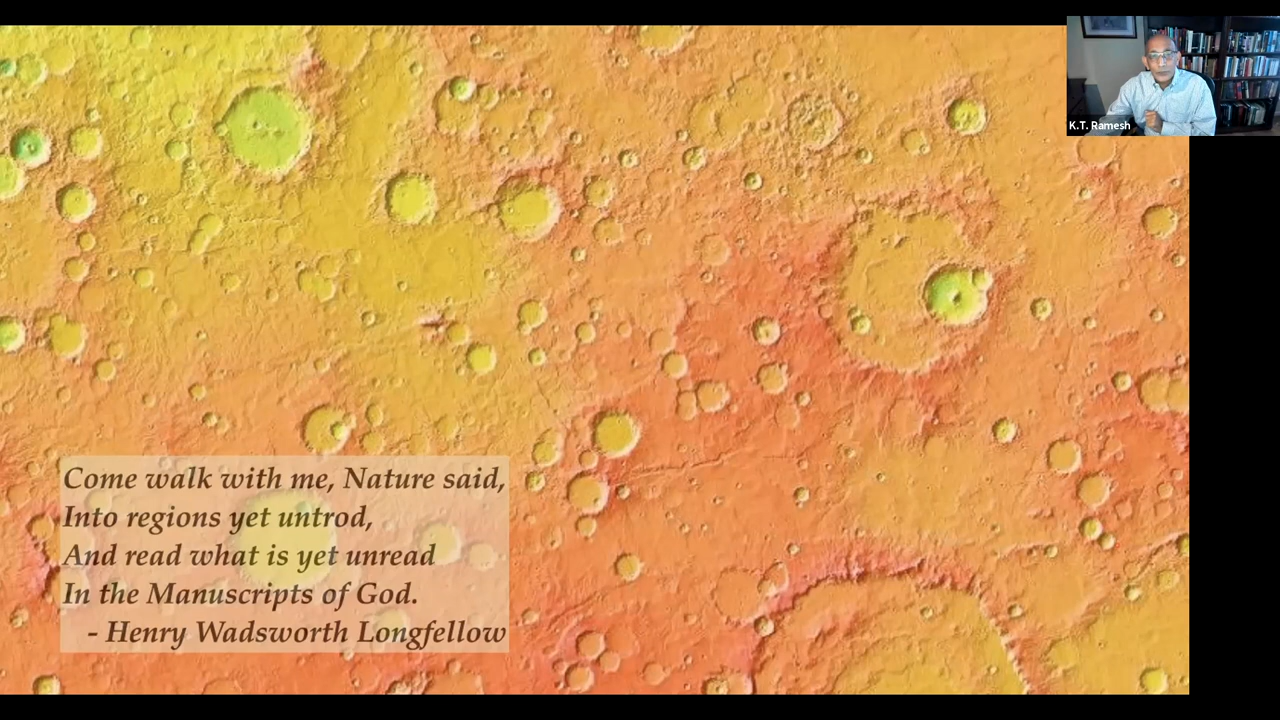 K.T. Ramesh
Come walk with me, Nature said,
Into regions yet untrod,
And read what is yet unread
In the Manuscripts of God.
- Henry Wadsworth Longfellow